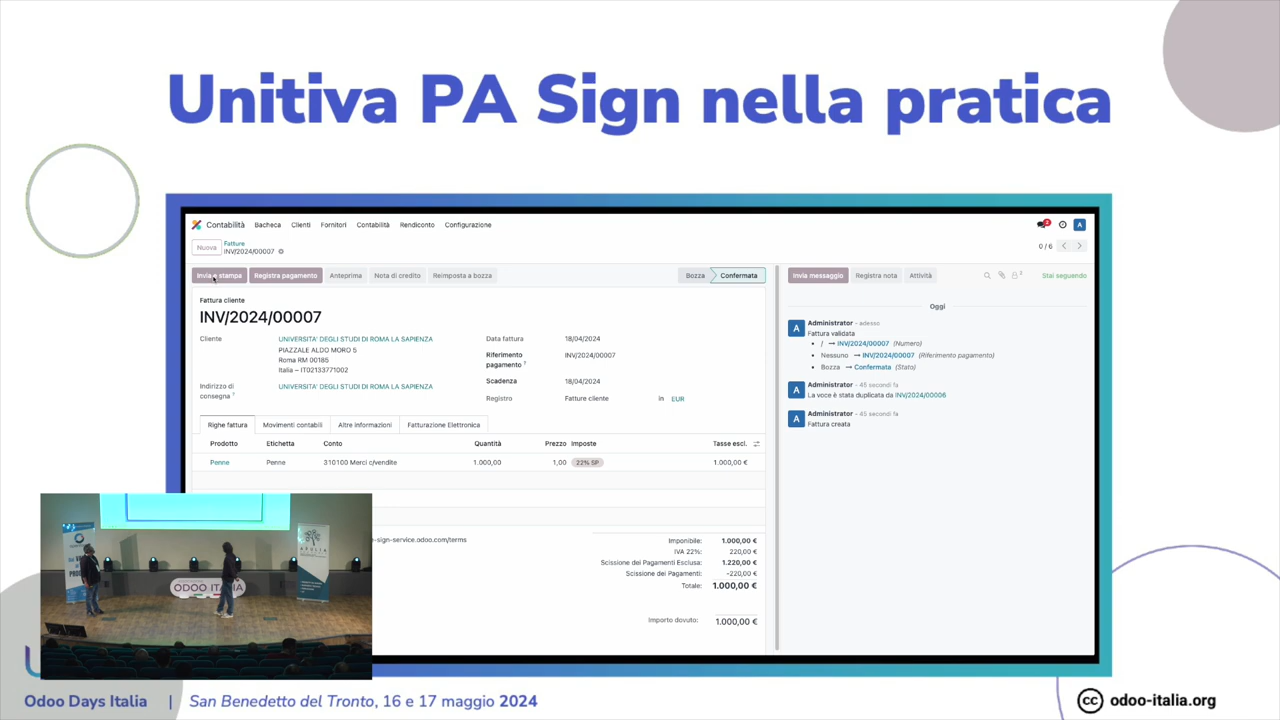 Unitiva PA Sign nella pratica
Contabilità Bacheca Clienti Fornitori Contabilità Rendiconto Configurazione
2 A
Nuova Fatture
INV/2024/00007
0 / 6
Invia e stampa Registra pagamento Anteprima Nota di credito Reimposta a bozza Bozza Confermata
Invia messaggio Registra nota Attività Stai seguendo
Fattura cliente
INV/2024/00007
Cliente UNIVERSITA' DEGLI STUDI DI ROMA LA SAPIENZA
PIAZZALE ALDO MORO 5
Roma RM 00185
Italia – IT02133771002
Indirizzo di consegna ? UNIVERSITA' DEGLI STUDI DI ROMA LA SAPIENZA
Data fattura 18/04/2024
Riferimento pagamento ? INV/2024/00007
Scadenza 18/04/2024
Registro Fatture cliente in EUR
Righe fattura Movimenti contabili Altre informazioni Fatturazione Elettronica
Prodotto Etichetta Conto Quantità Prezzo Imposte Tasse escl.
Penne Penne 310100 Merci c/vendite 1.000,00 1,00 22% SP 1.000,00 €
e-sign-service.odoo.com/terms
Imponibile: 1.000,00 €
IVA 22%: 220,00 €
Scissione dei Pagamenti Esclusa: 1.220,00 €
Scissione dei Pagamenti: -220,00 €
Totale: 1.000,00 €
Importo dovuto: 1.000,00 €
Oggi
A Administrator - adesso
Fattura validata
• / → INV/2024/00007 (Numero)
• Nessuno → INV/2024/00007 (Riferimento pagamento)
• Bozza → Confermata (Stato)
A Administrator - 45 secondi fa
La voce è stata duplicata da INV/2024/00006
A Administrator - 45 secondi fa
Fattura creata
APULIA
ODOO ITALIA
Odoo Days Italia | San Benedetto del Tronto, 16 e 17 maggio 2024
cc odoo-italia.org